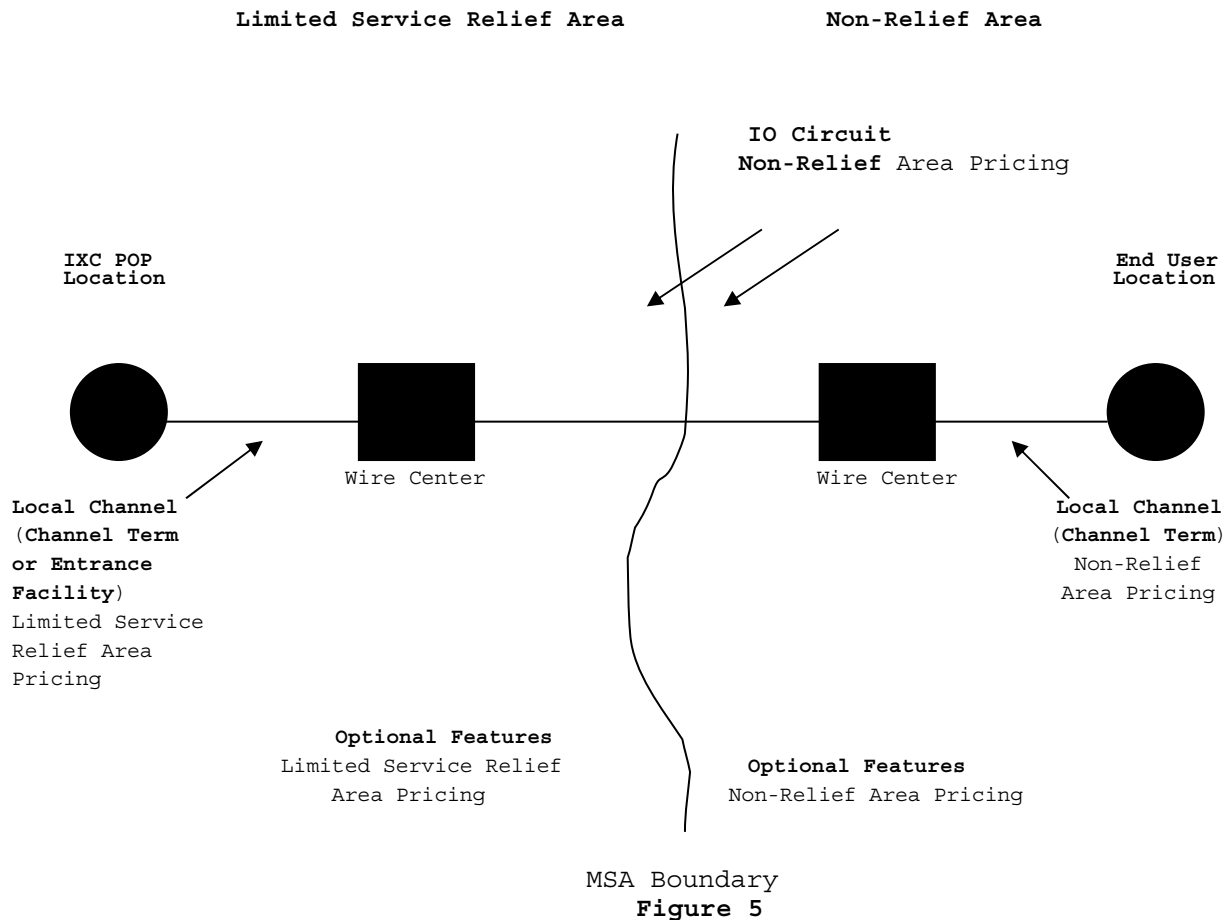 Limited Service Relief Area
Non-Relief Area
IO Circuit
Non-Relief Area Pricing
IXC POP
Location
End User
Location
Wire Center
Wire Center
Local Channel
(Channel Term
or Entrance
Facility)
Limited Service
Relief Area
Pricing
Local Channel
(Channel Term)
Non-Relief
Area Pricing
Optional Features
Limited Service Relief
Area Pricing
Optional Features
Non-Relief Area Pricing
MSA Boundary
Figure 5